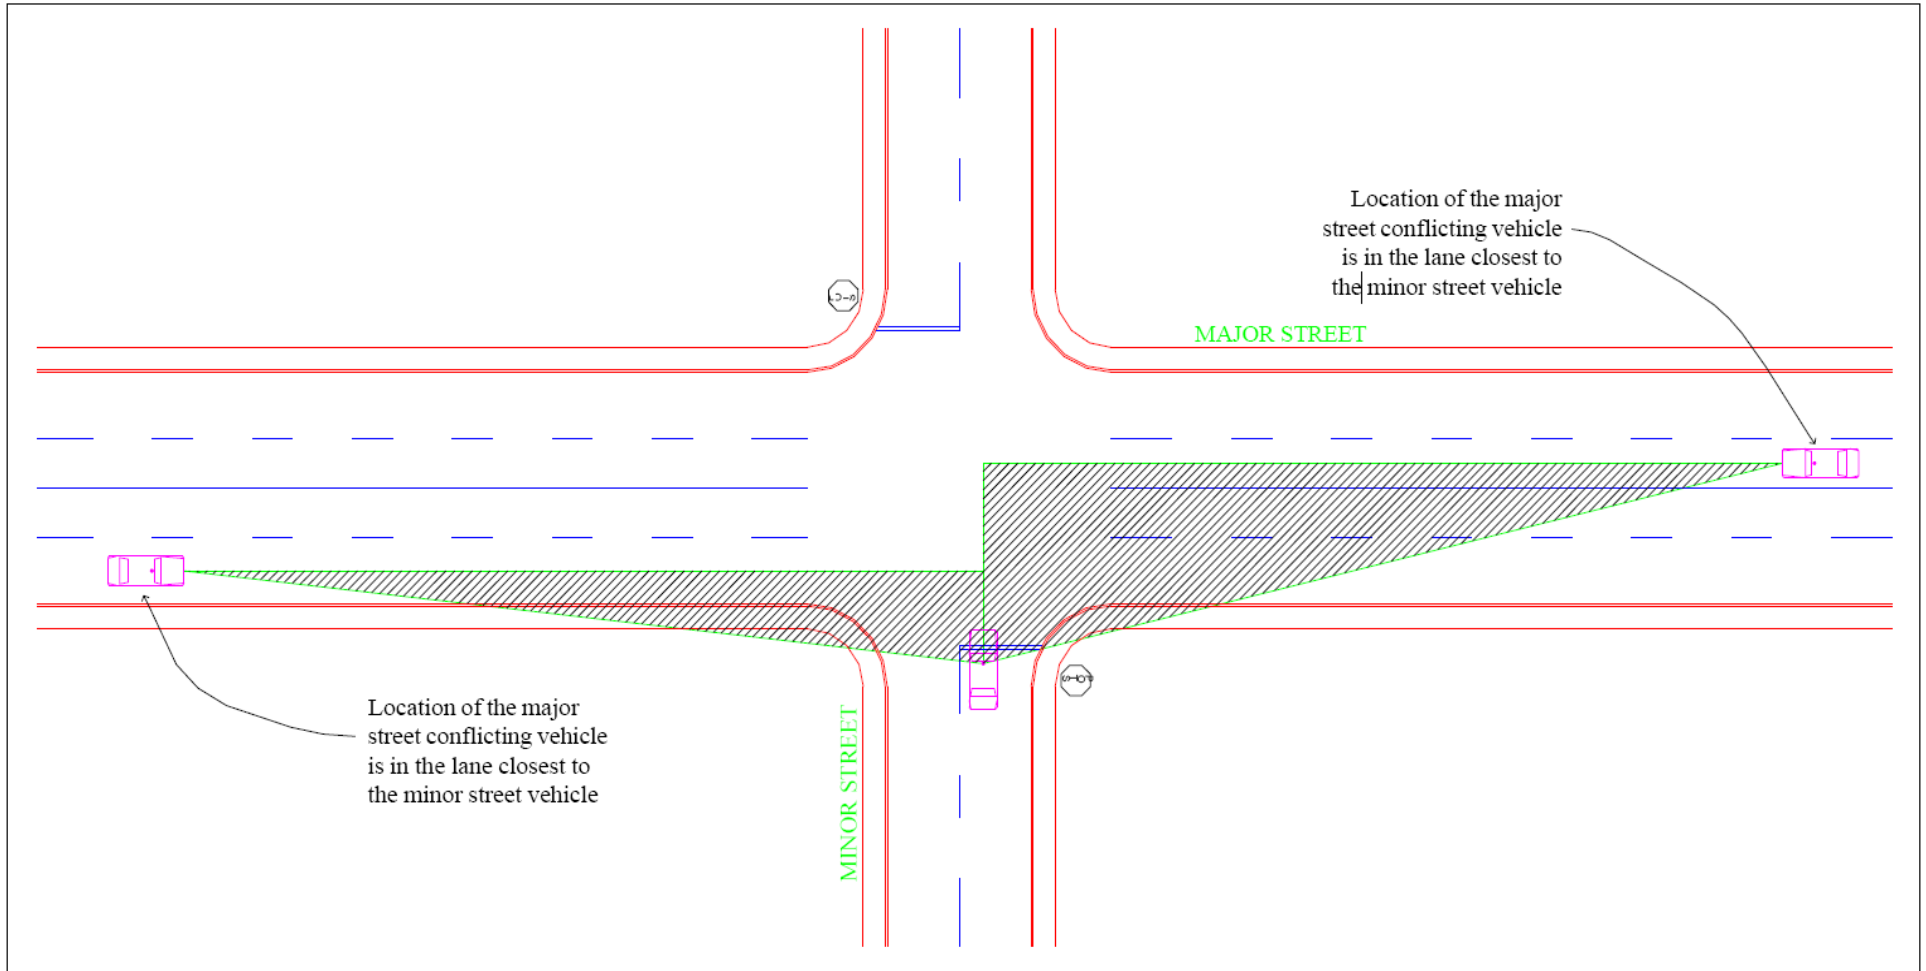 Location of the major
street conflicting vehicle
is in the lane closest to
the minor street vehicle
MAJOR STREET
Location of the major
street conflicting vehicle
is in the lane closest to
the minor street vehicle
MINOR STREET